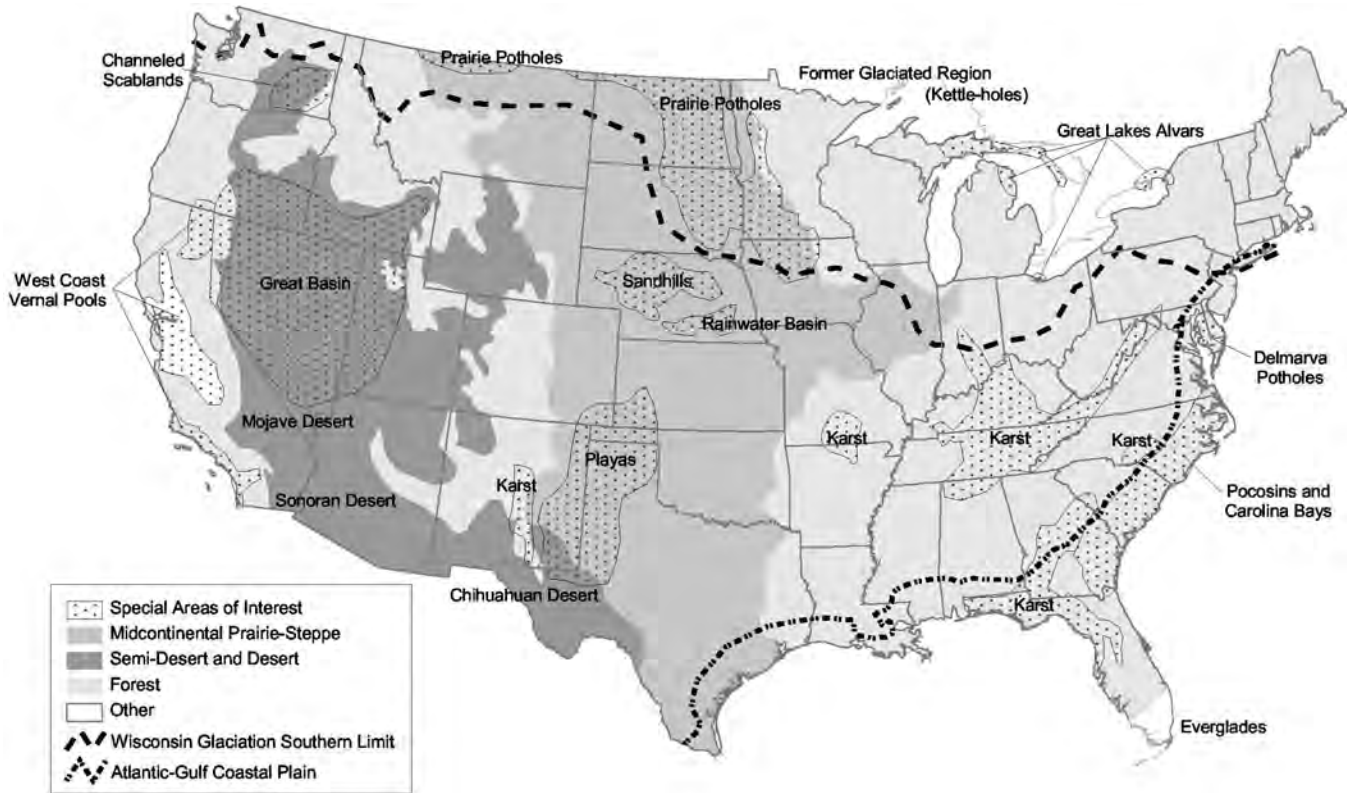 Channeled
Scablands
Prairie Potholes
Former Glaciated Region
(Kettle-holes)
Prairie Potholes
Great Lakes Alvars
West Coast
Vernal Pools
Great Basin
Sandhills
Rainwater Basin
Delmarva
Potholes
Mojave Desert
Karst
Karst
Karst
Playas
Karst
Sonoran Desert
Pocosins and
Carolina Bays
Chihuahuan Desert
Karst
Everglades
Special Areas of Interest
Midcontinental Prairie-Steppe
Semi-Desert and Desert
Forest
Other
Wisconsin Glaciation Southern Limit
Atlantic-Gulf Coastal Plain